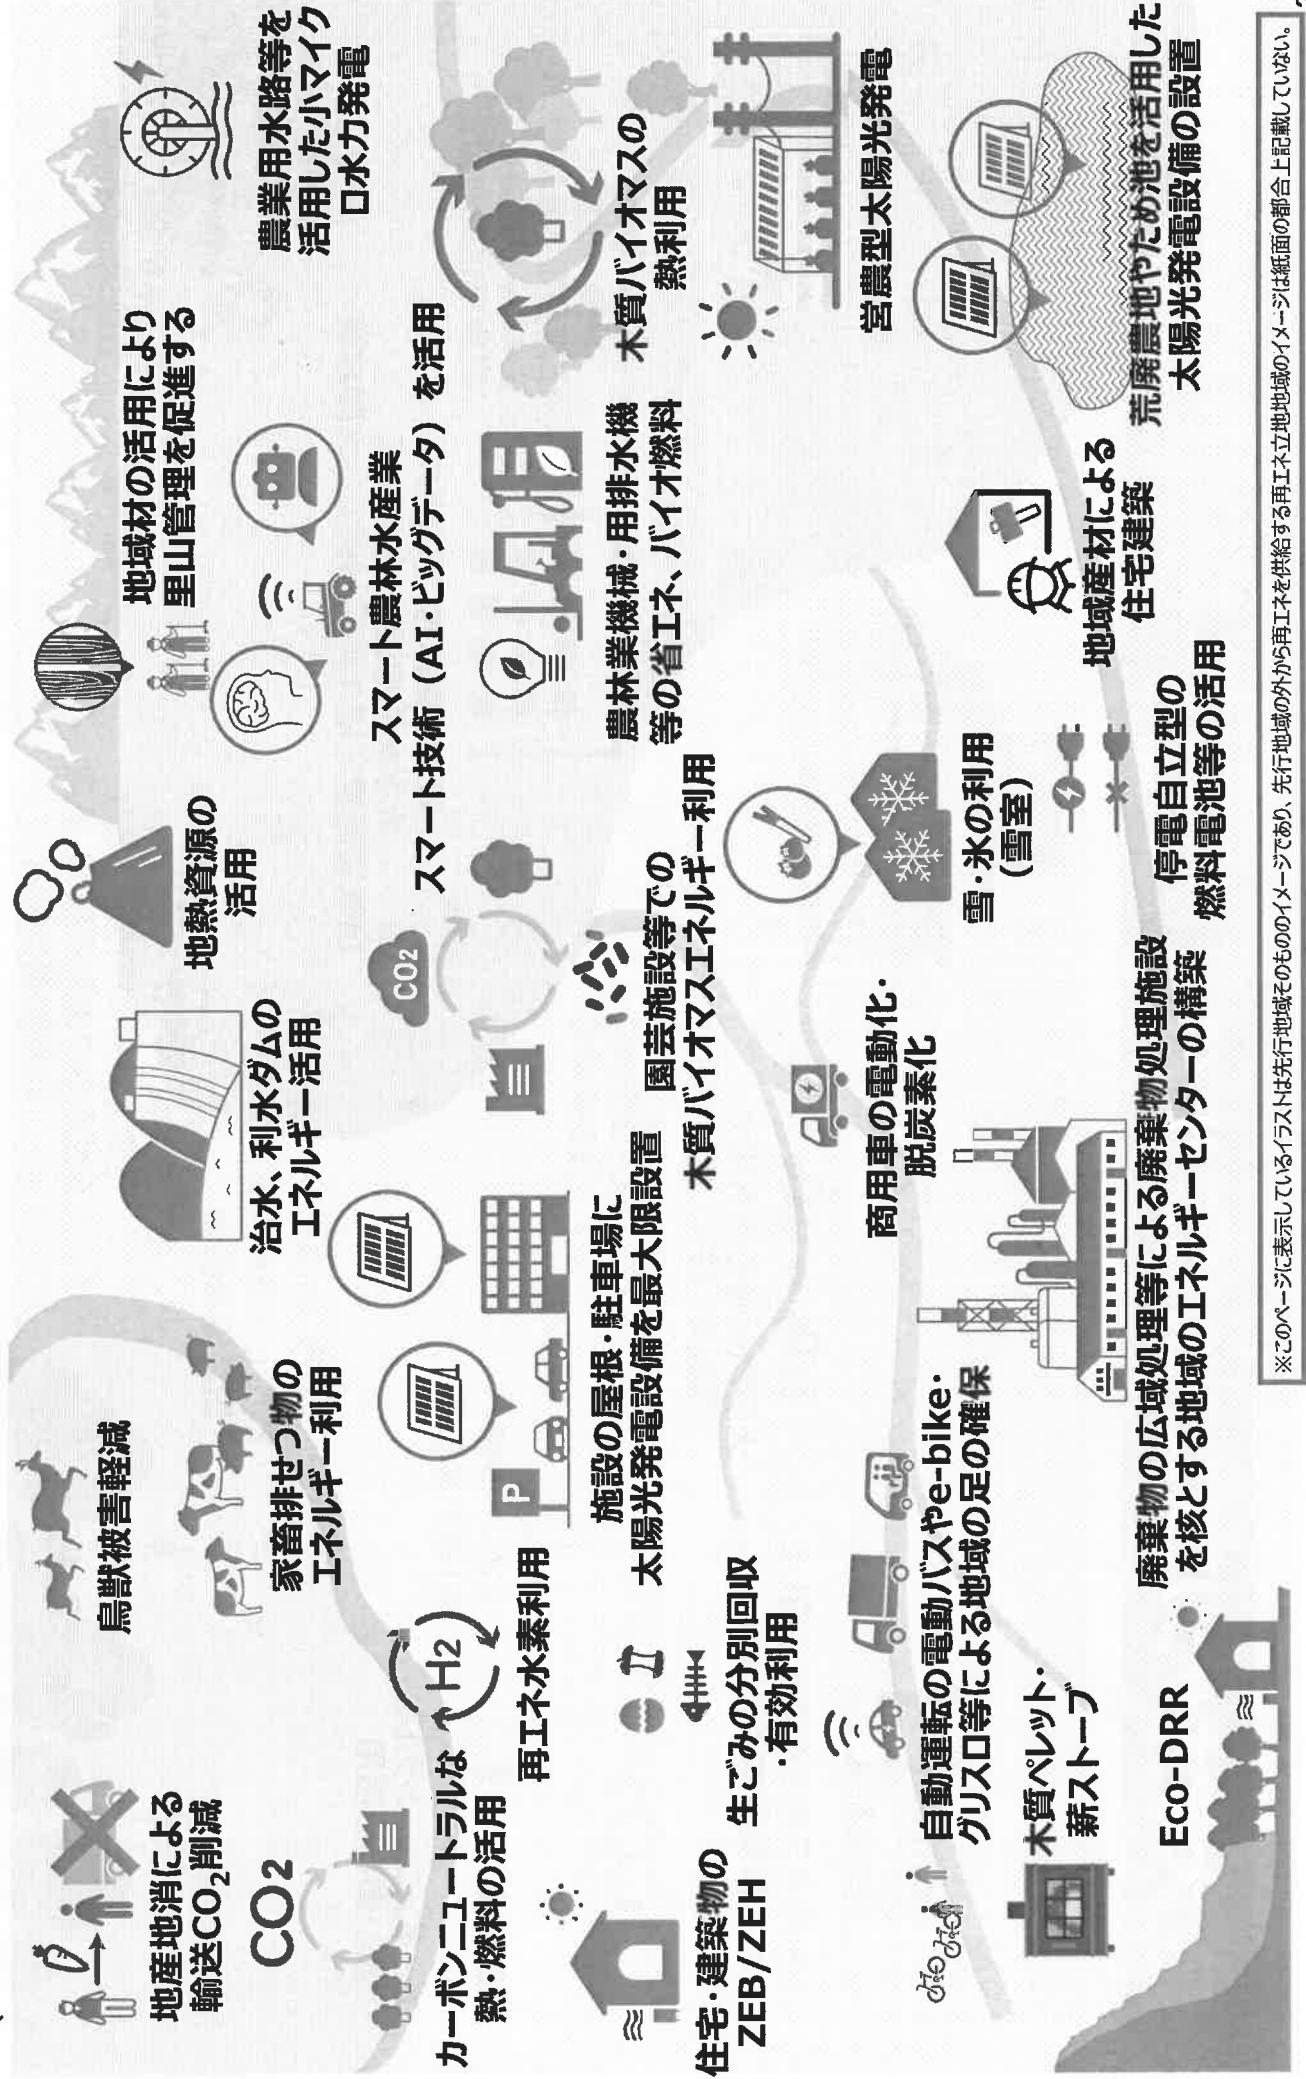 地産地消による
輸送CO₂削減
鳥獣被害軽減
家畜排せつ物の
エネルギー利用
治水、利水ダムの
エネルギー活用
地熱資源の
活用
地域材の活用により
里山管理を促進する
農業用水路等を
活用した小マイク
ロ水力発電
CO2
カーボンニュートラルな
熱・燃料の活用
H2
再エネ水素利用
P
施設の屋根・駐車場に
太陽光発電設備を最大限設置
CO2
園芸施設等での
木質バイオマスエネルギー利用
スマート農林水産業
スマート技術（AI・ビッグデータ）を活用
農林業機械・用排水機
等の省エネ、バイオ燃料
木質バイオマスの
熱利用
住宅・建築物の
ZEB/ZEH
生ごみの分別回収
・有効利用
商用車の電動化・
脱炭素化
雪・氷の利用
（雪室）
営農型太陽光発電
自動運転の電動バスやe-bike・
グリスロ等による地域の足の確保
木質ペレット・
薪ストーブ
Eco-DRR
廃棄物の広域処理等による廃棄物処理施設
を核とする地域のエネルギーセンターの構築
停電自立型の
燃料電池等の活用
地域産材による
住宅建築
荒廃農地やため池を活用した
太陽光発電設備の設置
※このページに表示しているイラストは先行地域そのもののイメージであり、先行地域の外から再エネを供給する再エネ立地地域のイメージは紙面の都合上記載していない。